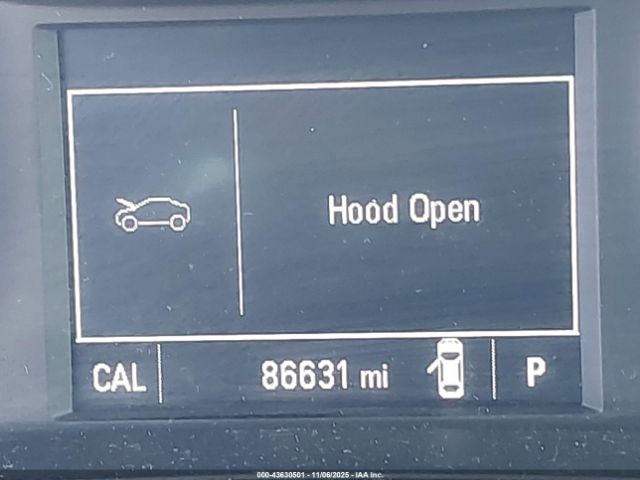 Hood Open
CAL 86631 mi P
000-43630501 - 11/06/2025 - IAA Inc.